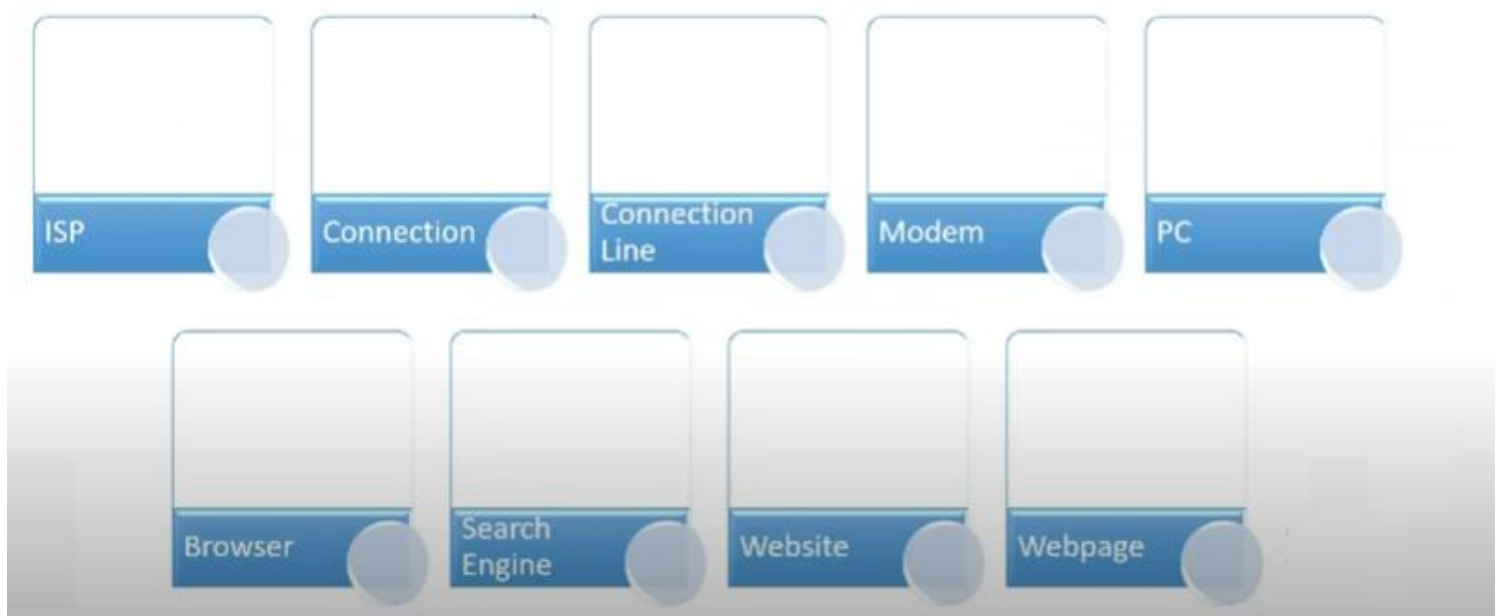 ISP
Connection
Connection
Line
Modem
PC
Browser
Search
Engine
Website
Webpage